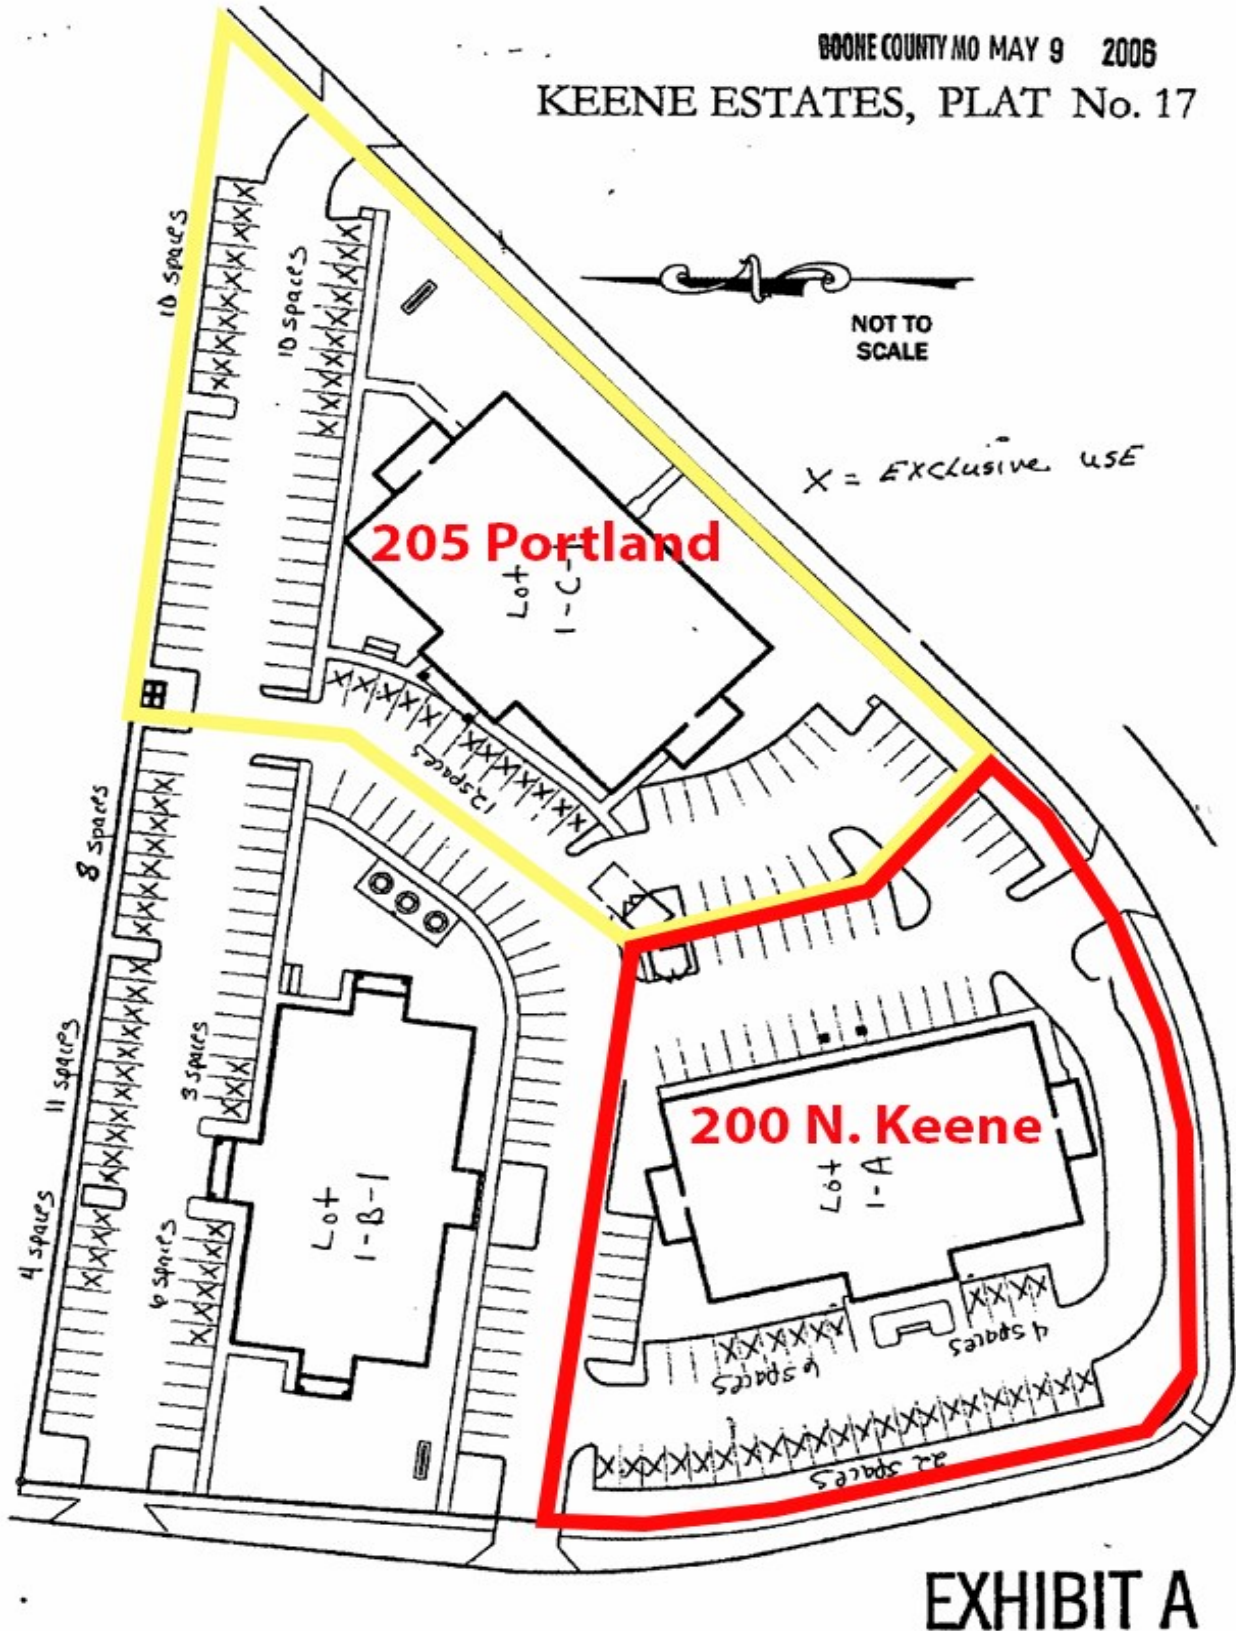 BOONE COUNTY MO MAY 9 2006
KEENE ESTATES, PLAT No. 17
N
NOT TO
SCALE
X = EXCLUSIVE USE
10 spaces
10 spaces
205 Portland
Lot
1-C-1
12 spaces
8 spaces
11 spaces
3 spaces
4 spaces
6 spaces
Lot
1-B-1
200 N. Keene
Lot
1-A
4 spaces
6 spaces
22 spaces
EXHIBIT A